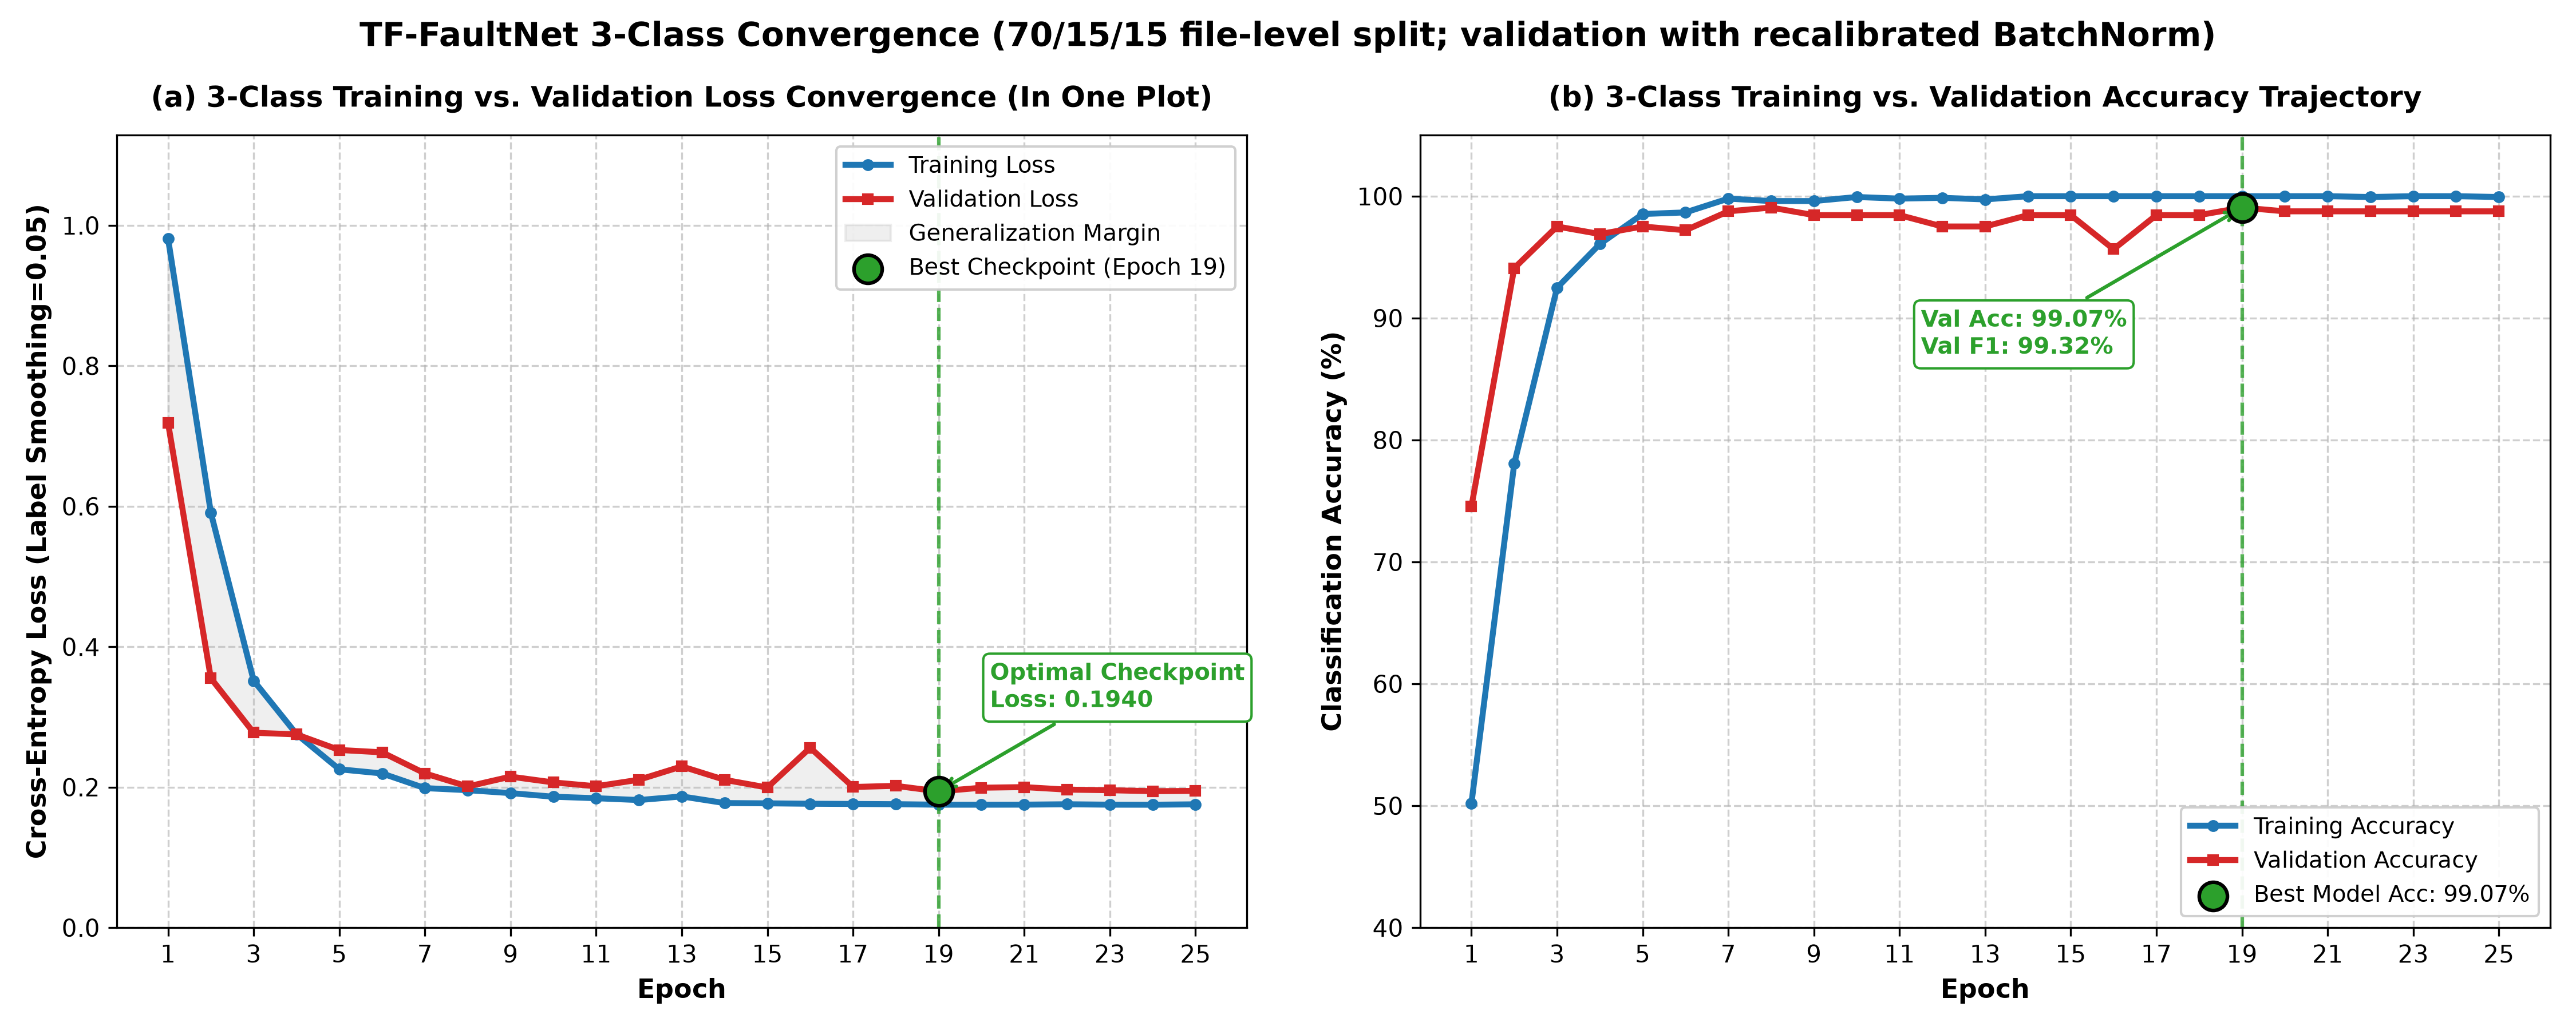 TF-FaultNet 3-Class Convergence (70/15/15 file-level split; validation with recalibrated BatchNorm)
(a) 3-Class Training vs. Validation Loss Convergence (In One Plot)
Cross-Entropy Loss (Label Smoothing=0.05)
1.0
0.8
0.6
0.4
0.2
0.0
Training Loss
Validation Loss
Generalization Margin
Best Checkpoint (Epoch 19)
Optimal Checkpoint
Loss: 0.1940
1 3 5 7 9 11 13 15 17 19 21 23 25
Epoch
(b) 3-Class Training vs. Validation Accuracy Trajectory
Classification Accuracy (%)
100
90
80
70
60
50
40
Val Acc: 99.07%
Val F1: 99.32%
Training Accuracy
Validation Accuracy
Best Model Acc: 99.07%
1 3 5 7 9 11 13 15 17 19 21 23 25
Epoch